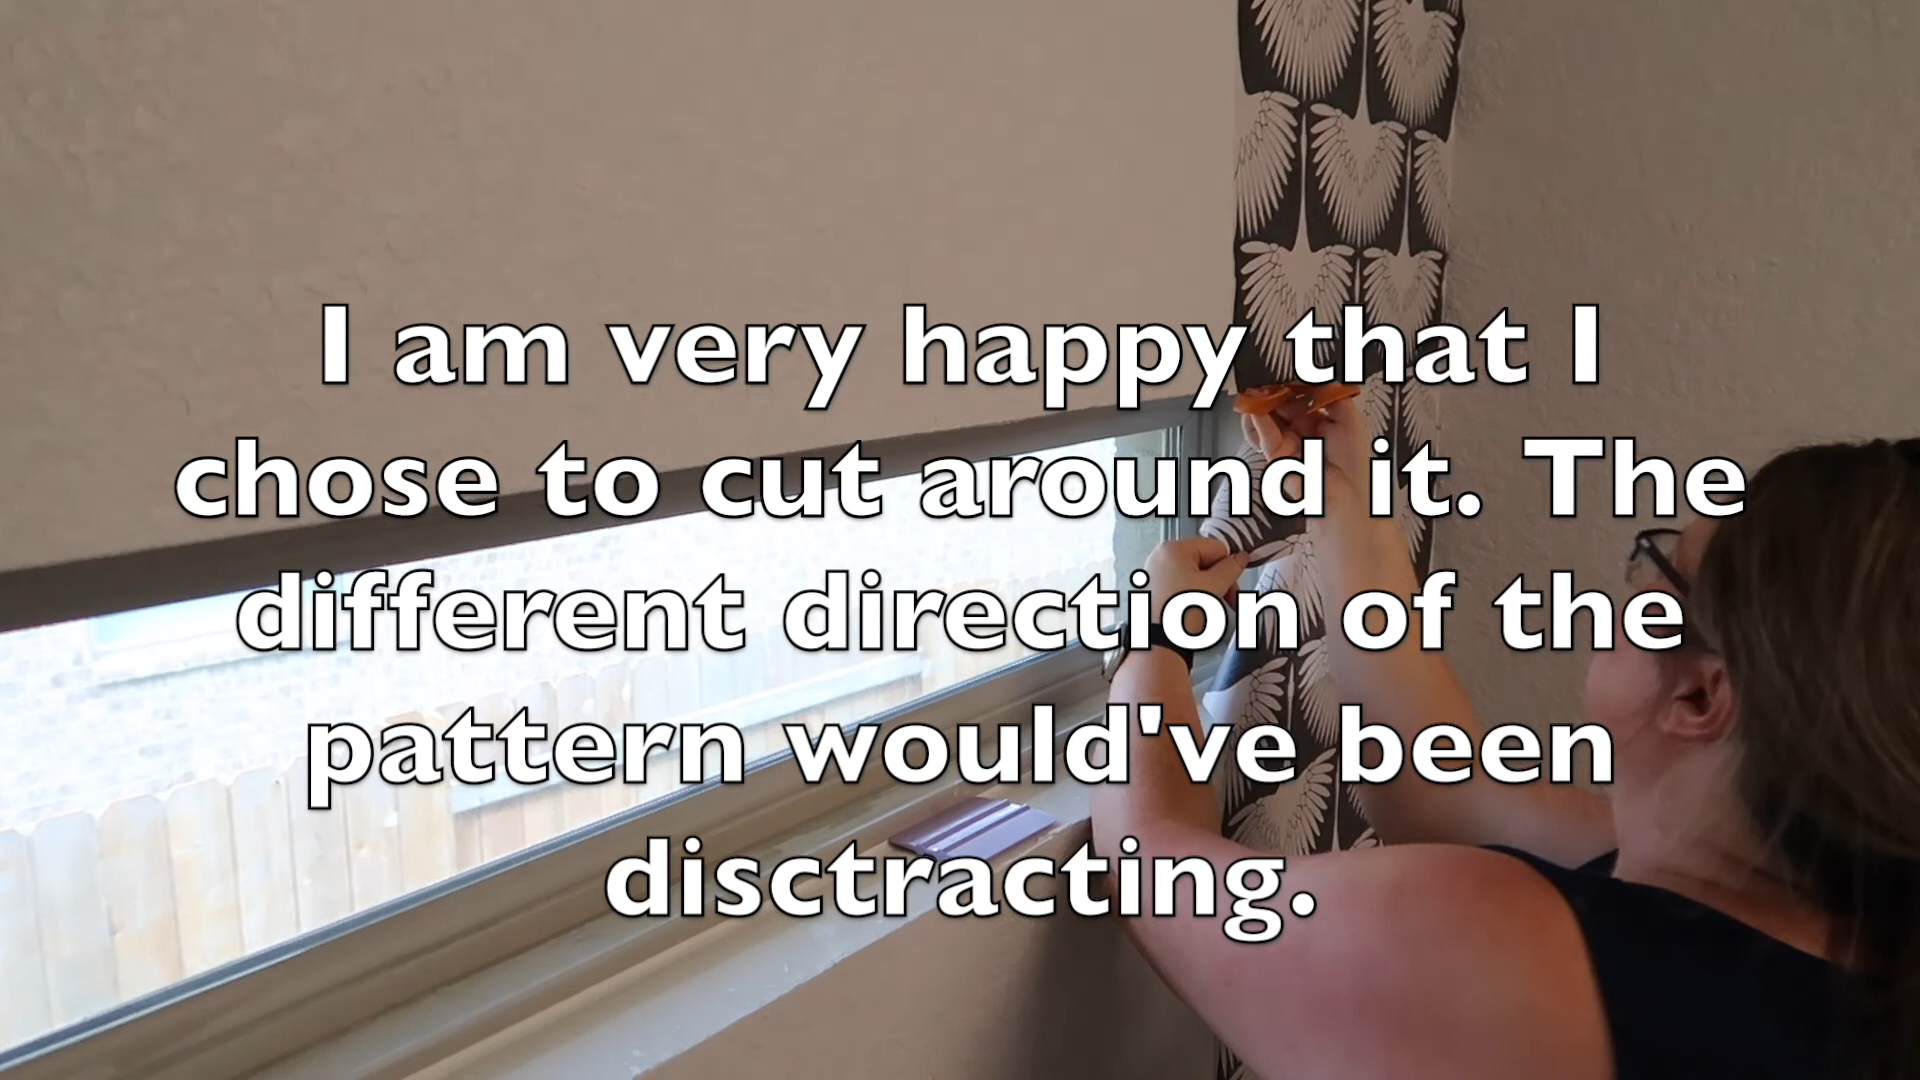 I am very happy that I
chose to cut around it. The
different direction of the
pattern would've been
disctracting.